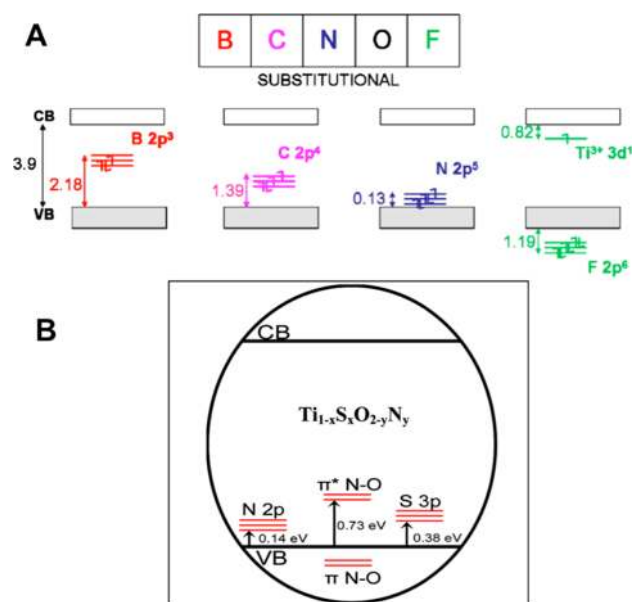 A
B C N O F
SUBSTITUTIONAL
CB
3.9
VB
B 2p³
2.18
C 2p⁴
1.39
N 2p⁵
0.13
0.82
Ti³⁺ 3d¹
1.19
F 2p⁶
B
CB
Ti₁₋ₓSₓO₂₋ᵧNᵧ
π* N-O
N 2p
S 3p
0.14 eV
0.73 eV
0.38 eV
VB
π N-O